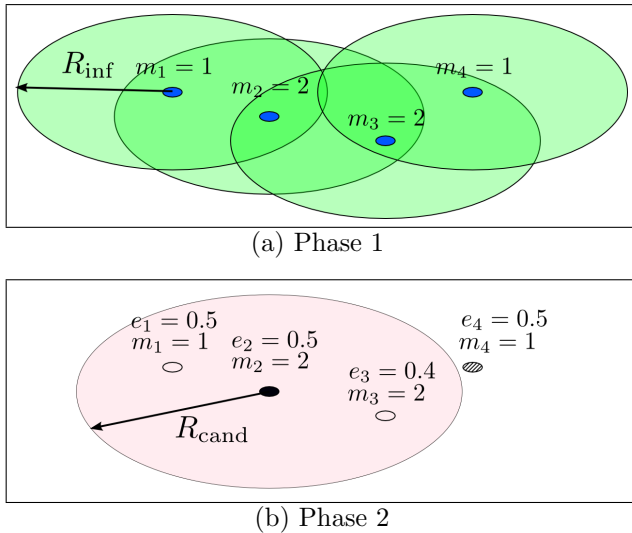 R_inf
m_1 = 1
m_2 = 2
m_3 = 2
m_4 = 1
(a) Phase 1
e_1 = 0.5
m_1 = 1
e_2 = 0.5
m_2 = 2
e_3 = 0.4
m_3 = 2
e_4 = 0.5
m_4 = 1
R_cand
(b) Phase 2